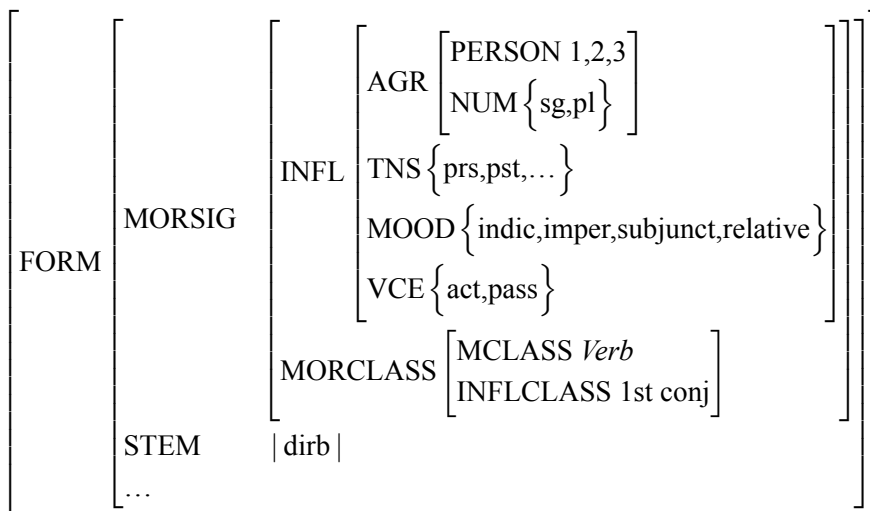 PERSON 1,2,3
AGR
NUM {sg,pl}
INFL TNS {prs,pst,…}
MORSIG
MOOD {indic,imper,subjunct,relative}
FORM
VCE {act,pass}
MCLASS Verb
MORCLASS
INFLCLASS 1st conj
STEM | dirb |
…